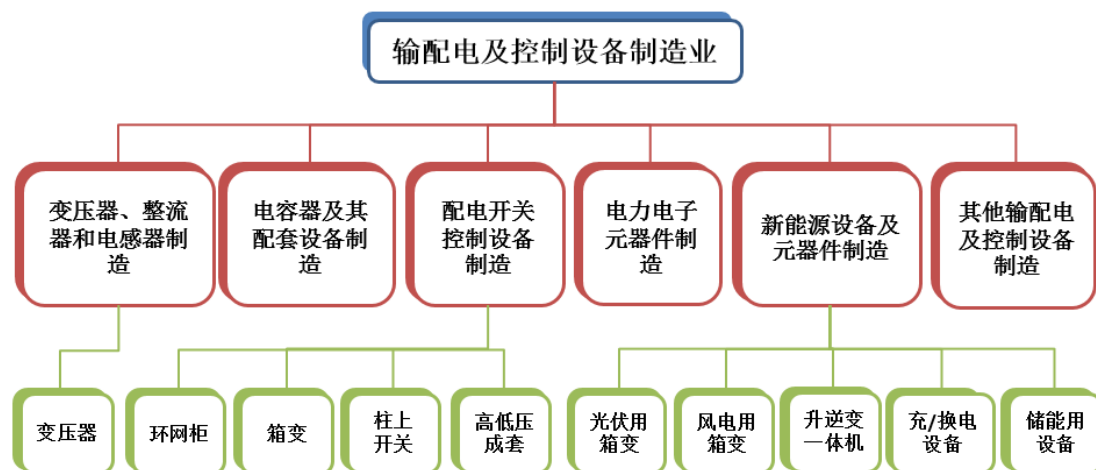 输配电及控制设备制造业
变压器、整流
器和电感器制
造
电容器及其
配套设备制
造
配电开关
控制设备
制造
电力电子
元器件制
造
新能源设备及
元器件制造
其他输配电
及控制设备
制造
变压器
环网柜
箱变
柱上
开关
高低压
成套
光伏用
箱变
风电用
箱变
升逆变
一体机
充/换电
设备
储能用
设备